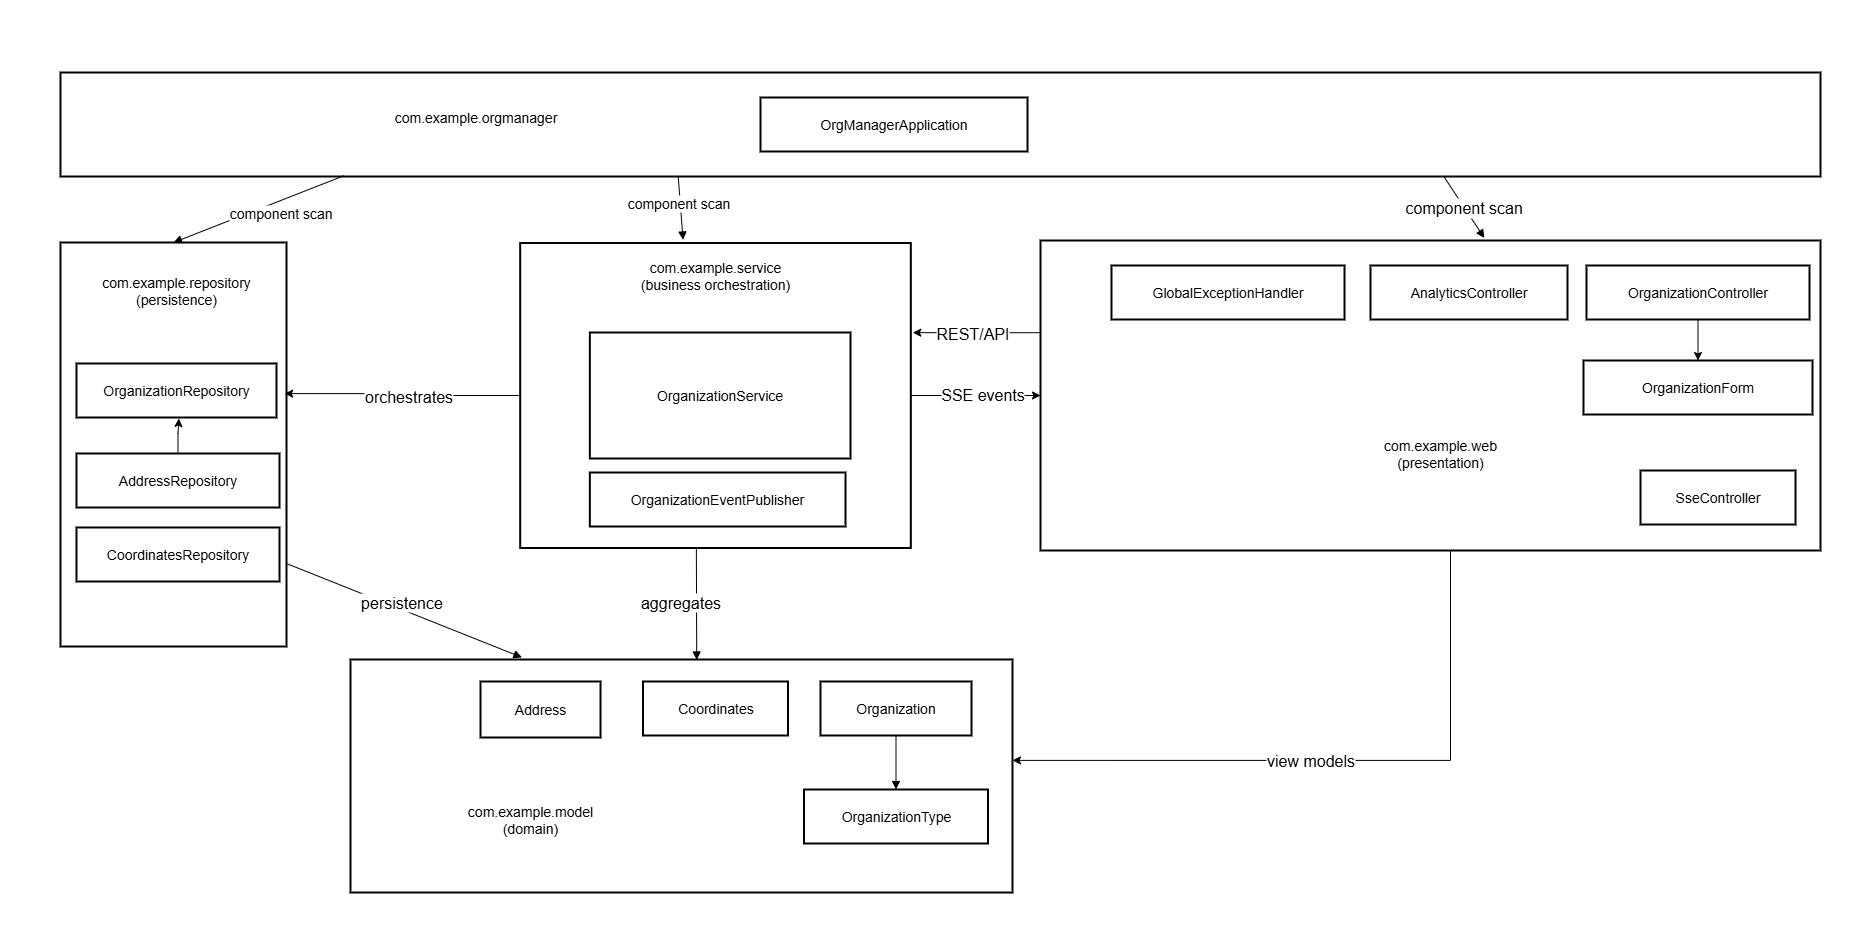 com.example.orgmanager
OrgManagerApplication
component scan
component scan
component scan
com.example.repository
(persistence)
OrganizationRepository
AddressRepository
CoordinatesRepository
orchestrates
com.example.service
(business orchestration)
OrganizationService
OrganizationEventPublisher
REST/API
SSE events
GlobalExceptionHandler
AnalyticsController
OrganizationController
OrganizationForm
com.example.web
(presentation)
SseController
persistence
aggregates
view models
Address
Coordinates
Organization
OrganizationType
com.example.model
(domain)